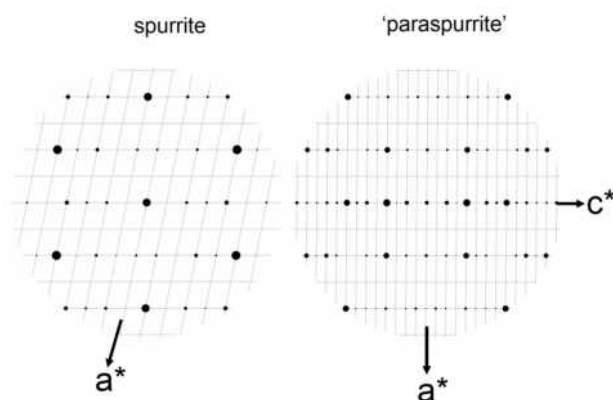 spurrite
‘paraspurrite’
c*
a*
a*